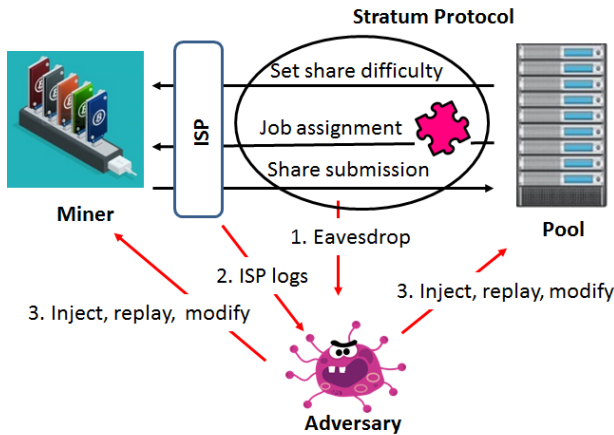 Stratum Protocol
Set share difficulty
ISP
Job assignment
Share submission
Miner
Pool
1. Eavesdrop
2. ISP logs
3. Inject, replay, modify
3. Inject, replay, modify
Adversary